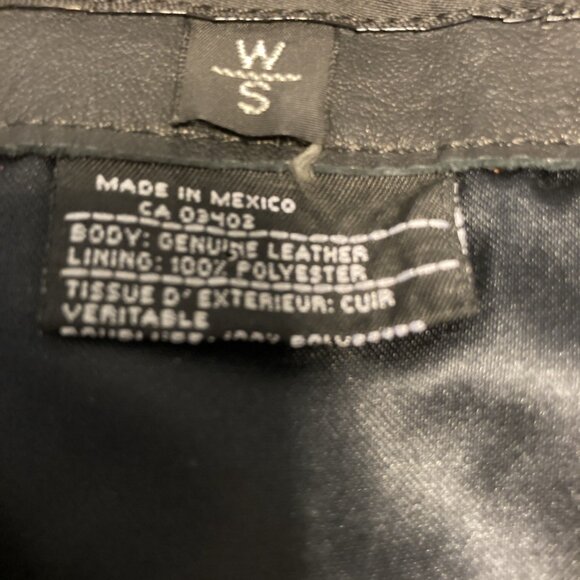 W
S
MADE IN MEXICO
CA 03402
BODY: GENUINE LEATHER
LINING: 100% POLYESTER
TISSUE D'EXTERIEUR: CUIR
VERITABLE